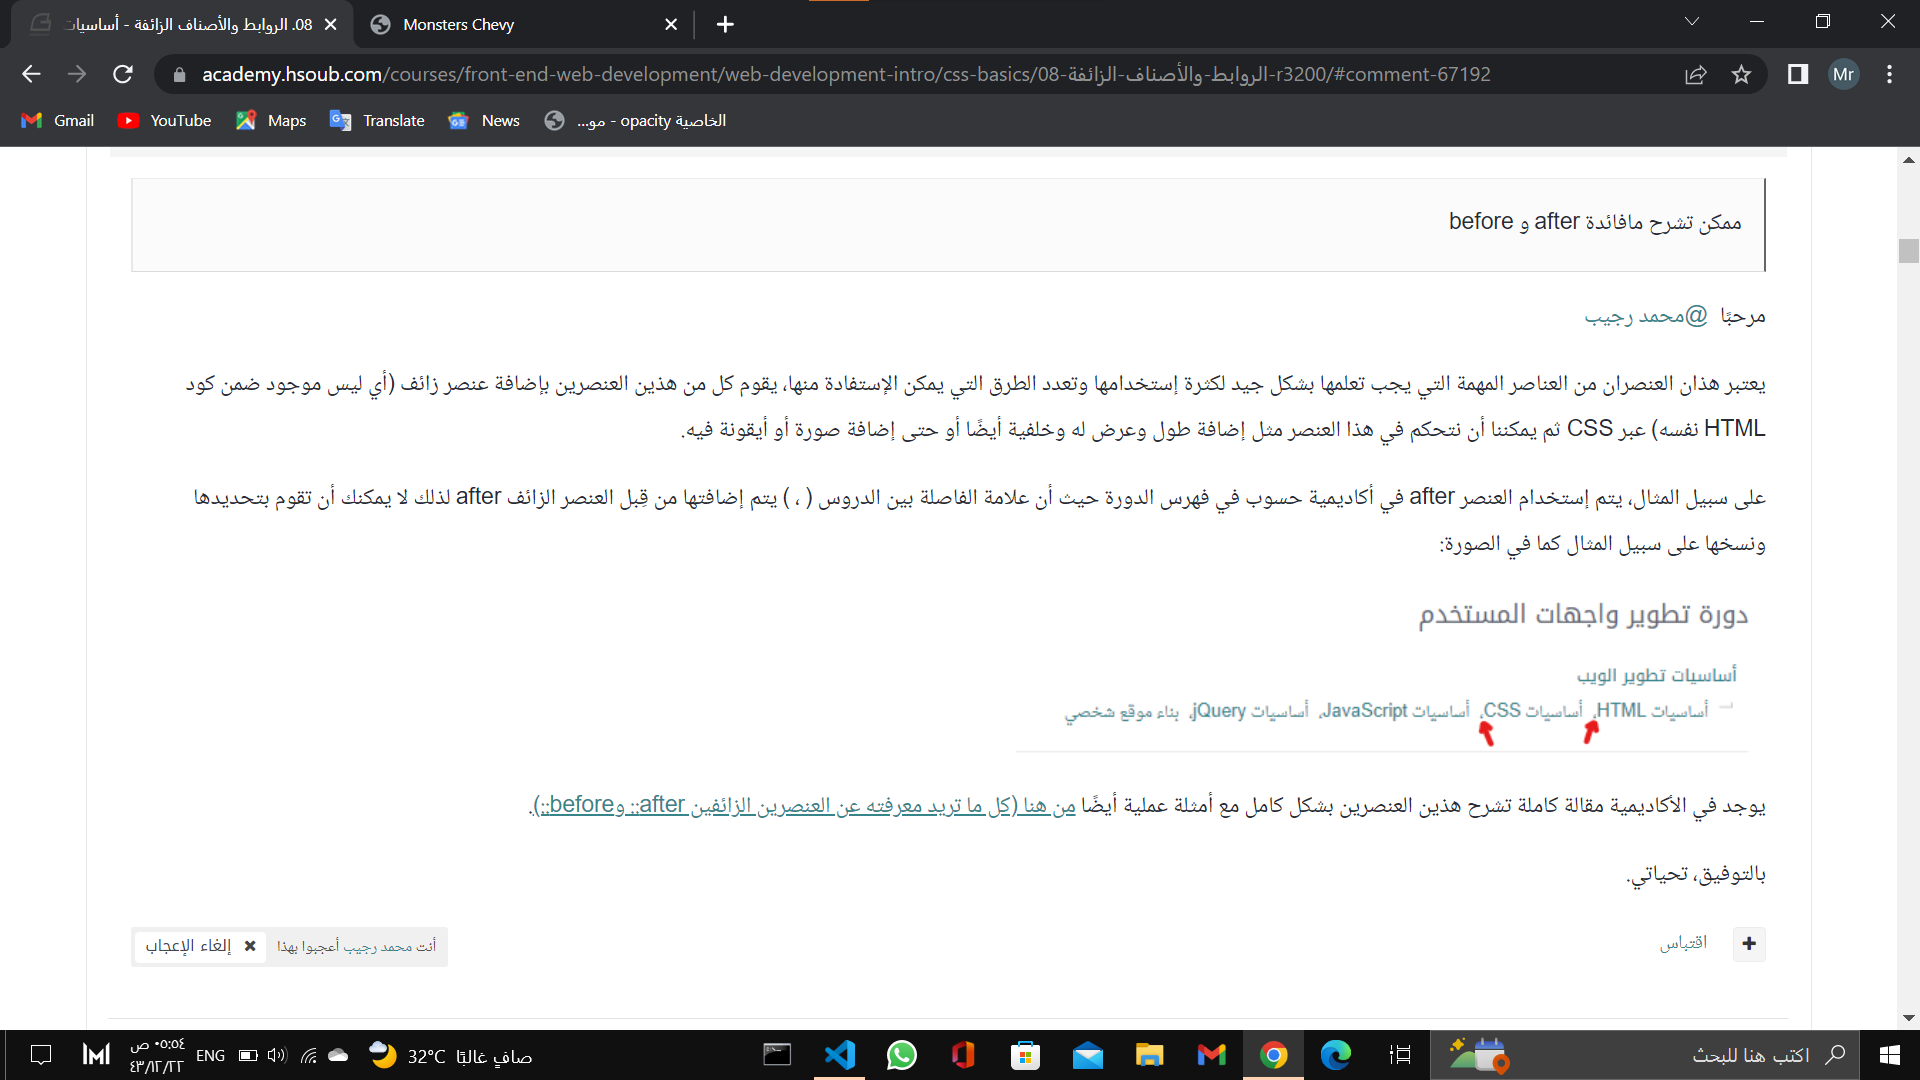 08. الروابط والأصناف الزائفة - أساسيات
Monsters Chevy
academy.hsoub.com/courses/front-end-web-development/web-development-intro/css-basics/08-الروابط-والأصناف-الزائفة-r3200/#comment-67192
Mr
Gmail
YouTube
Maps
Translate
News
الخاصية opacity - مو...
ممكن تشرح مافائدة after و before
مرحبًا @محمد رجيب
يعتبر هذان العنصران من العناصر المهمة التي يجب تعلمها بشكل جيد لكثرة إستخدامها وتعدد الطرق التي يمكن الإستفادة منها، يقوم كل من هذين العنصرين بإضافة عنصر زائف (أي ليس موجود ضمن كود
HTML نفسه) عبر CSS ثم يمكننا أن نتحكم في هذا العنصر مثل إضافة طول وعرض له وخلفية أيضًا أو حتى إضافة صورة أو أيقونة فيه.
على سبيل المثال، يتم إستخدام العنصر after في أكاديمية حسوب في فهرس الدورة حيث أن علامة الفاصلة بين الدروس ( ، ) يتم إضافتها من قِبل العنصر الزائف after لذلك لا يمكنك أن تقوم بتحديدها
ونسخها على سبيل المثال كما في الصورة:
دورة تطوير واجهات المستخدم
أساسيات تطوير الويب
أساسيات HTML، أساسيات CSS، أساسيات JavaScript، أساسيات jQuery، بناء موقع شخصي
يوجد في الأكاديمية مقالة كاملة تشرح هذين العنصرين بشكل كامل مع أمثلة عملية أيضًا من هنا (كل ما تريد معرفته عن العنصرين الزائفين after:: وbefore::).
بالتوفيق، تحياتي.
اقتباس
أنت محمد رجيب أعجبوا بهذا
إلغاء الإعجاب
٠٥:٥٤ ص
٤٣/١٢/٢٢
ENG
32°C صافٍ غالبًا
اكتب هنا للبحث